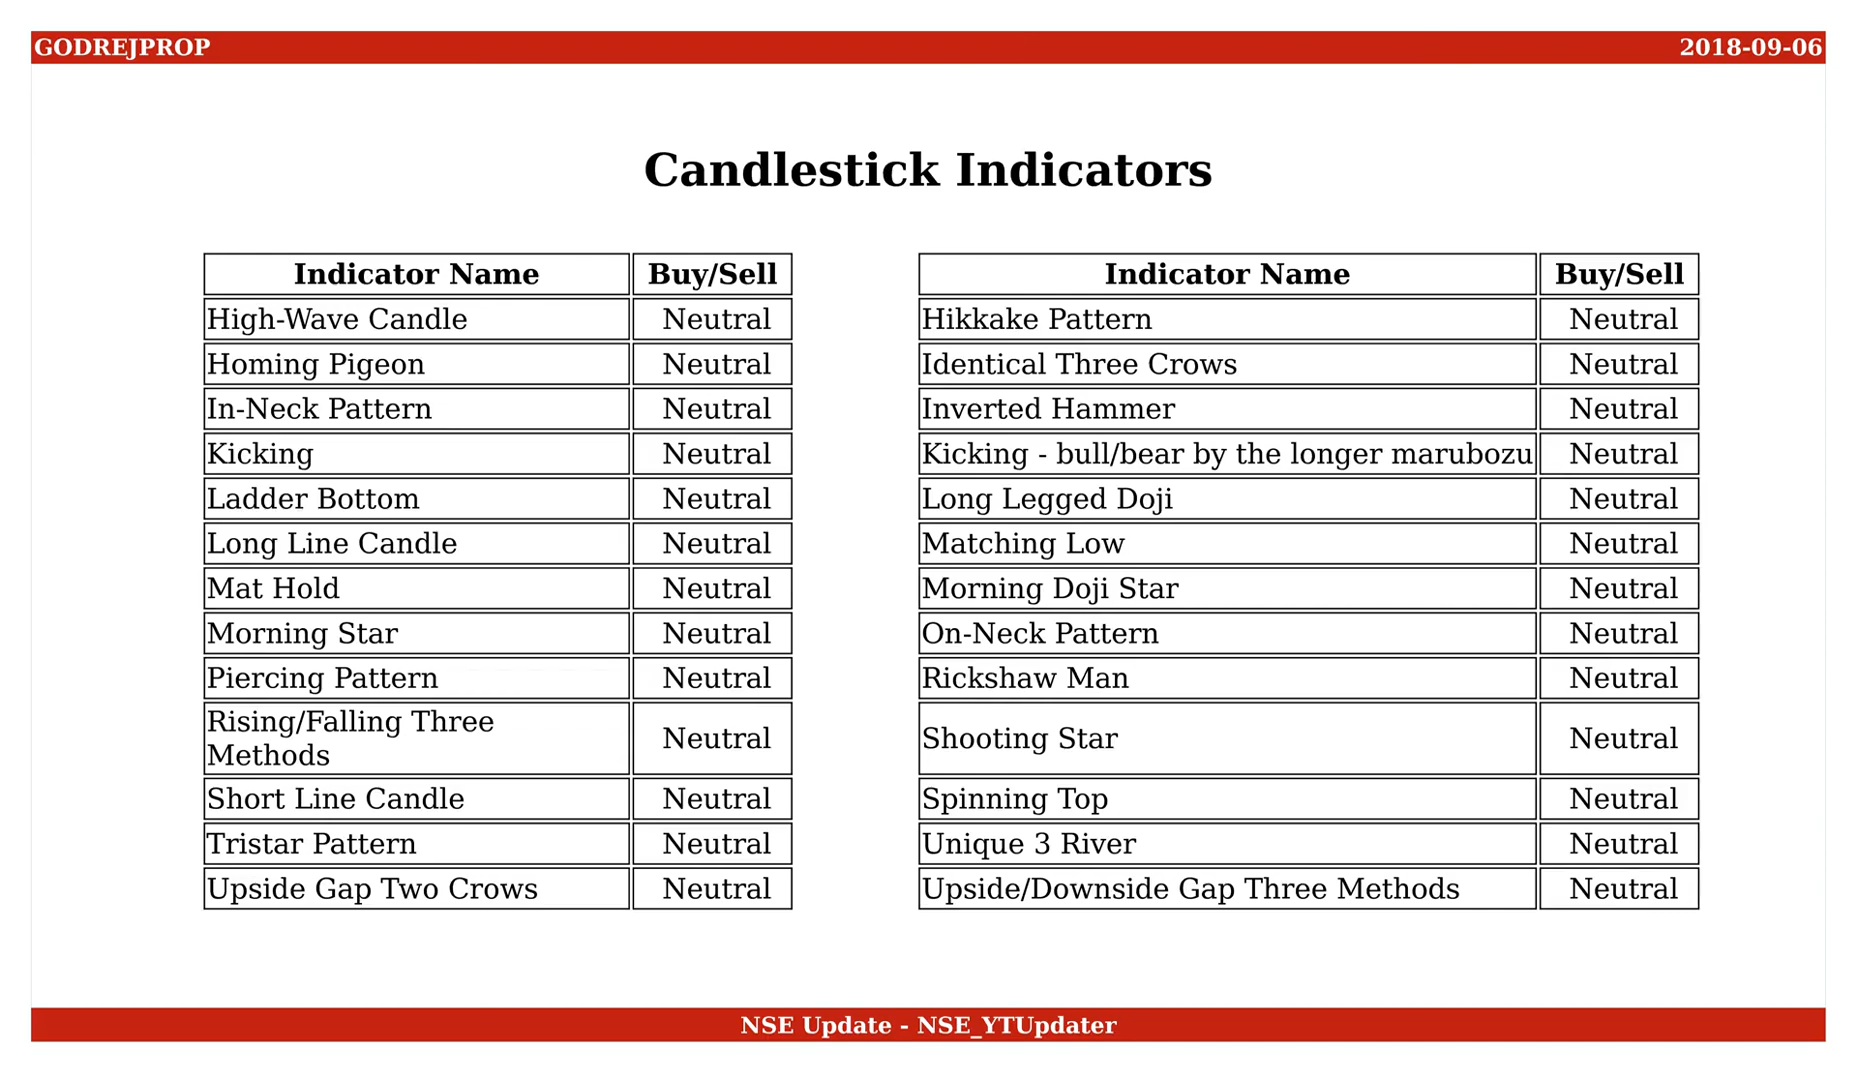 GODREJPROP 2018-09-06
Candlestick Indicators
Indicator Name Buy/Sell Indicator Name Buy/Sell
High-Wave Candle Neutral Hikkake Pattern Neutral
Homing Pigeon Neutral Identical Three Crows Neutral
In-Neck Pattern Neutral Inverted Hammer Neutral
Kicking Neutral Kicking - bull/bear by the longer marubozu Neutral
Ladder Bottom Neutral Long Legged Doji Neutral
Long Line Candle Neutral Matching Low Neutral
Mat Hold Neutral Morning Doji Star Neutral
Morning Star Neutral On-Neck Pattern Neutral
Piercing Pattern Neutral Rickshaw Man Neutral
Rising/Falling Three
Methods Neutral Shooting Star Neutral
Short Line Candle Neutral Spinning Top Neutral
Tristar Pattern Neutral Unique 3 River Neutral
Upside Gap Two Crows Neutral Upside/Downside Gap Three Methods Neutral
NSE Update - NSE_YTUpdater